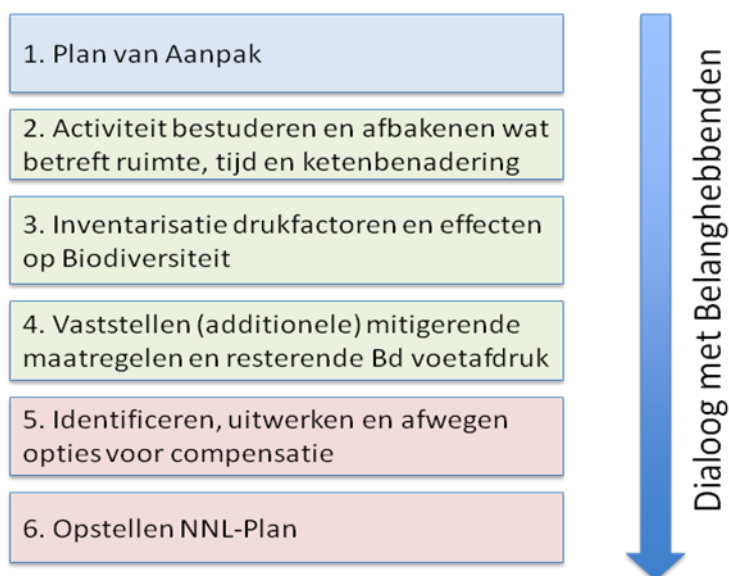 1. Plan van Aanpak
2. Activiteit bestuderen en afbakenen wat
betreft ruimte, tijd en ketenbenadering
3. Inventarisatie drukfactoren en effecten
op Biodiversiteit
4. Vaststellen (additionele) mitigerende
maatregelen en resterende Bd voetafdruk
5. Identificeren, uitwerken en afwegen
opties voor compensatie
6. Opstellen NNL-Plan
Dialoog met Belanghebbenden